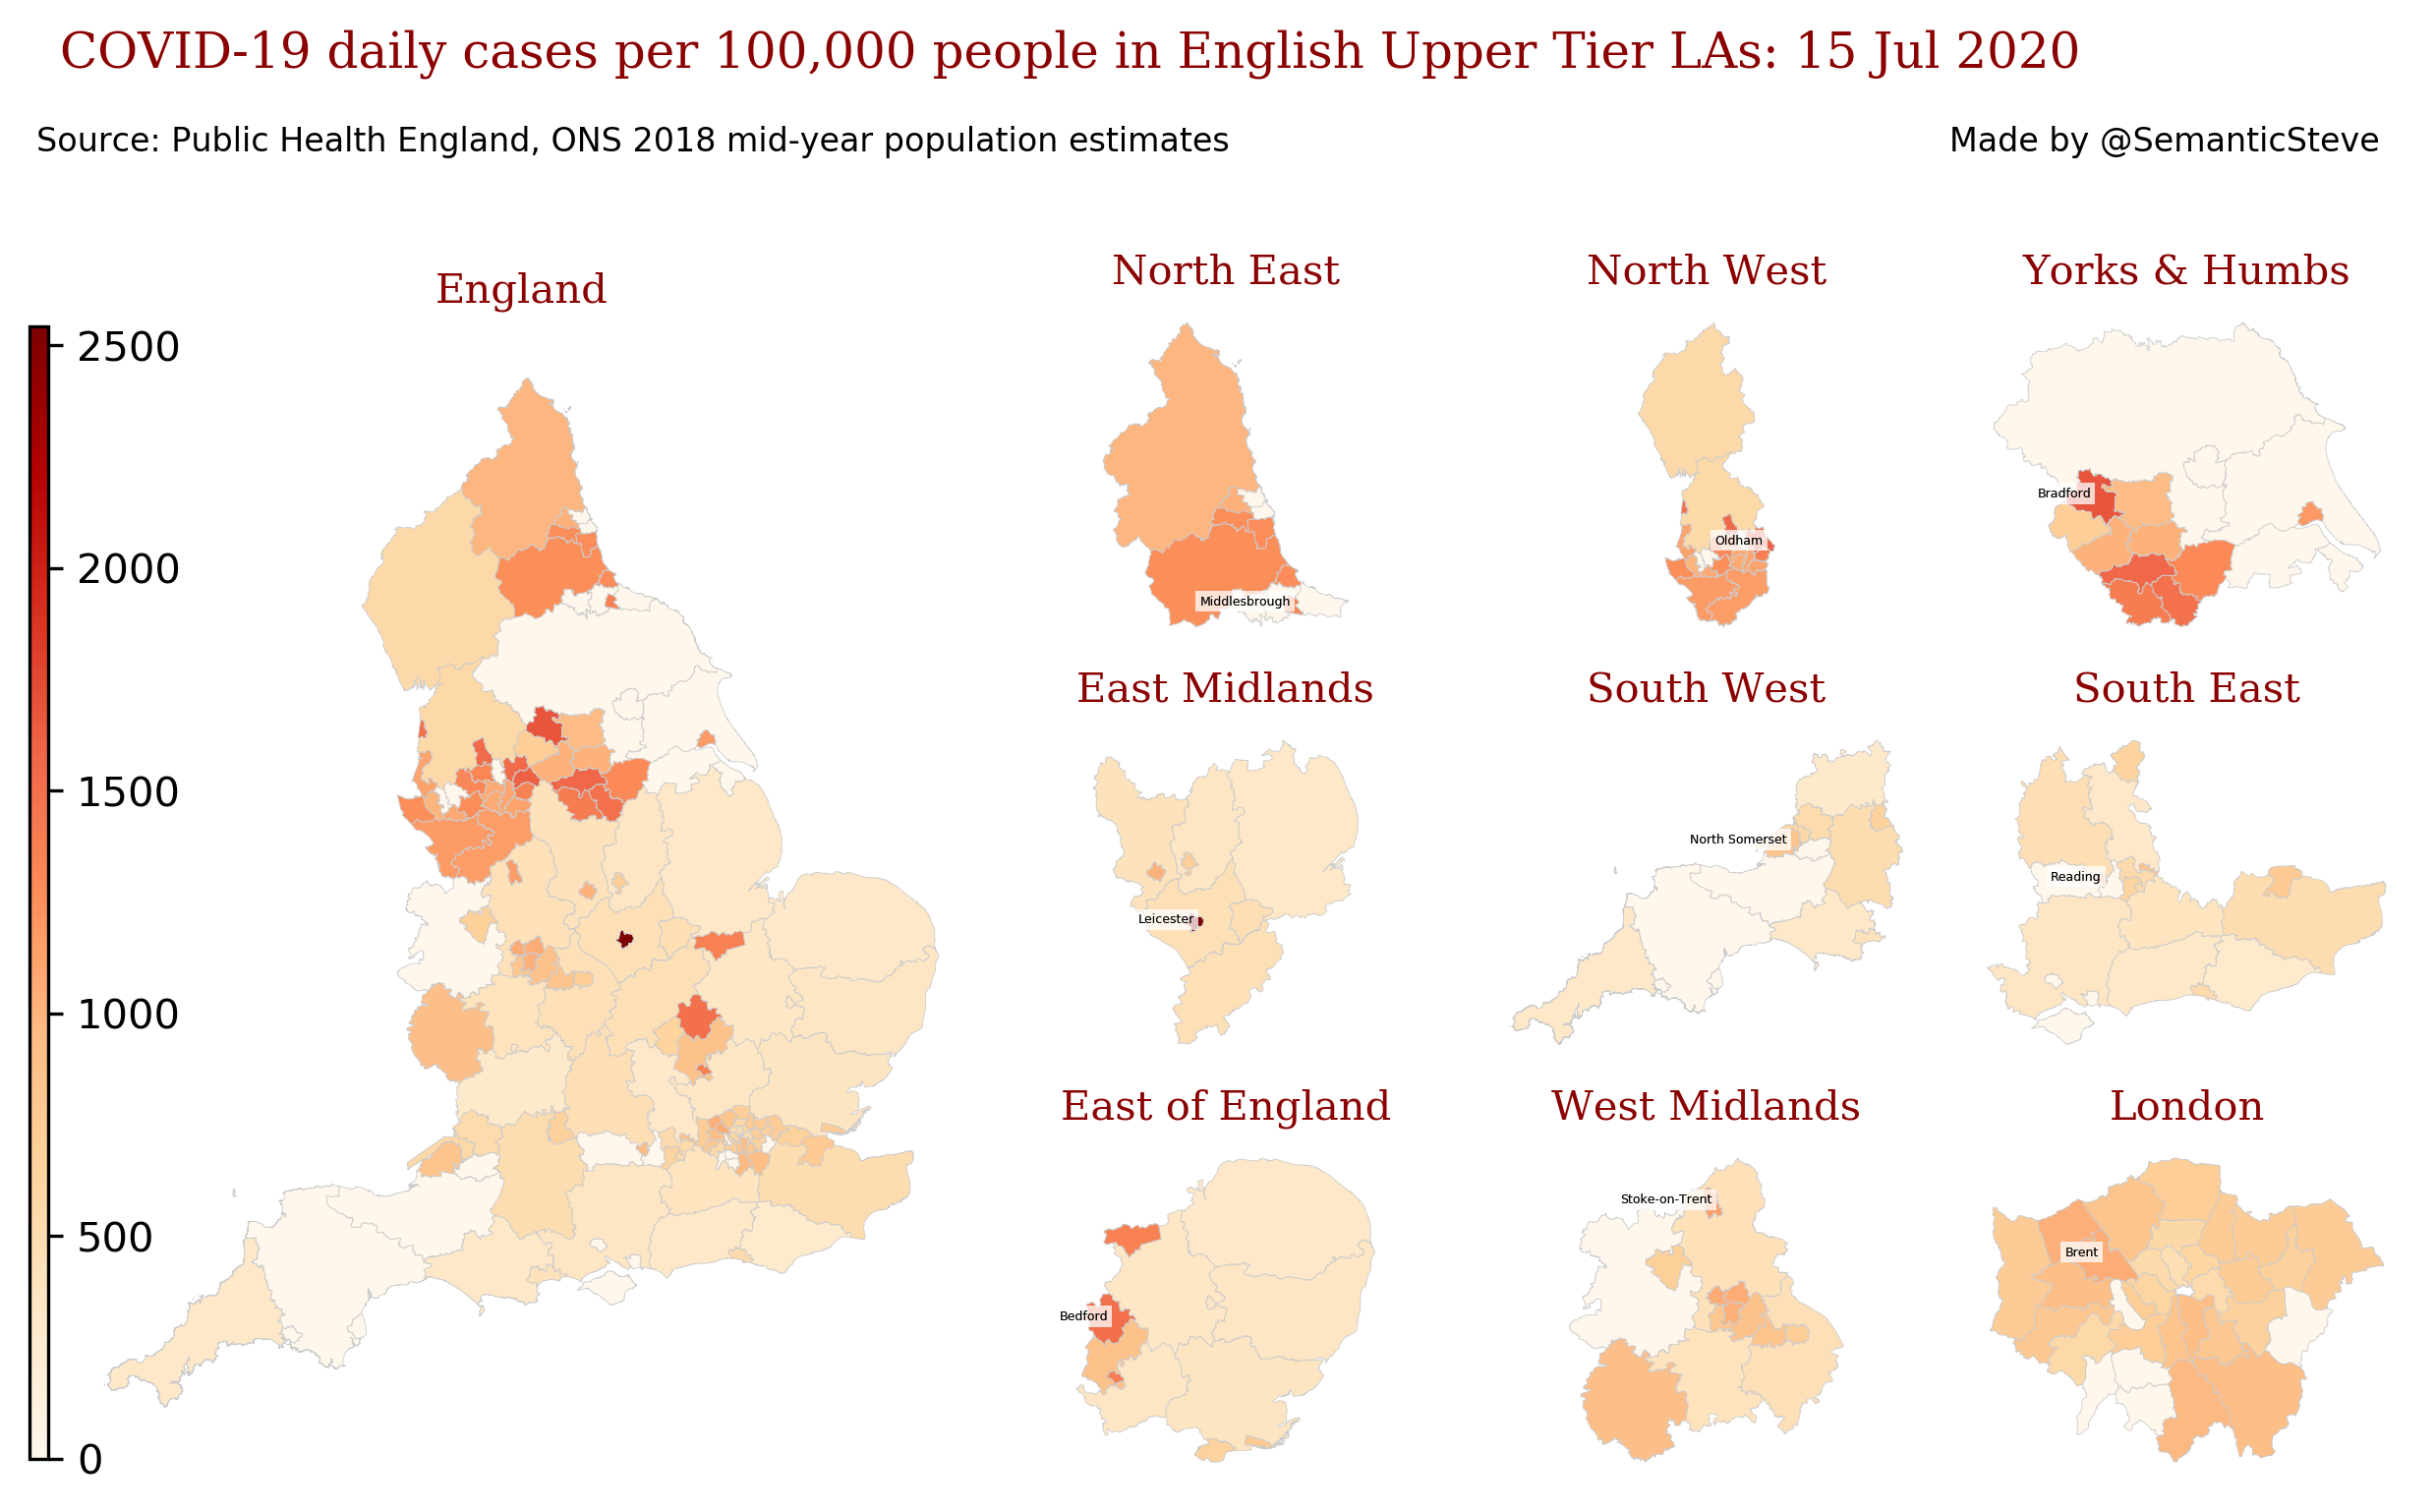 COVID-19 daily cases per 100,000 people in English Upper Tier LAs: 15 Jul 2020
Source: Public Health England, ONS 2018 mid-year population estimates
Made by @SemanticSteve
England
2500
2000
1500
1000
500
0
North East
Middlesbrough
North West
Oldham
Yorks & Humbs
Bradford
East Midlands
Leicester
South West
North Somerset
South East
Reading
East of England
Bedford
West Midlands
Stoke-on-Trent
London
Brent